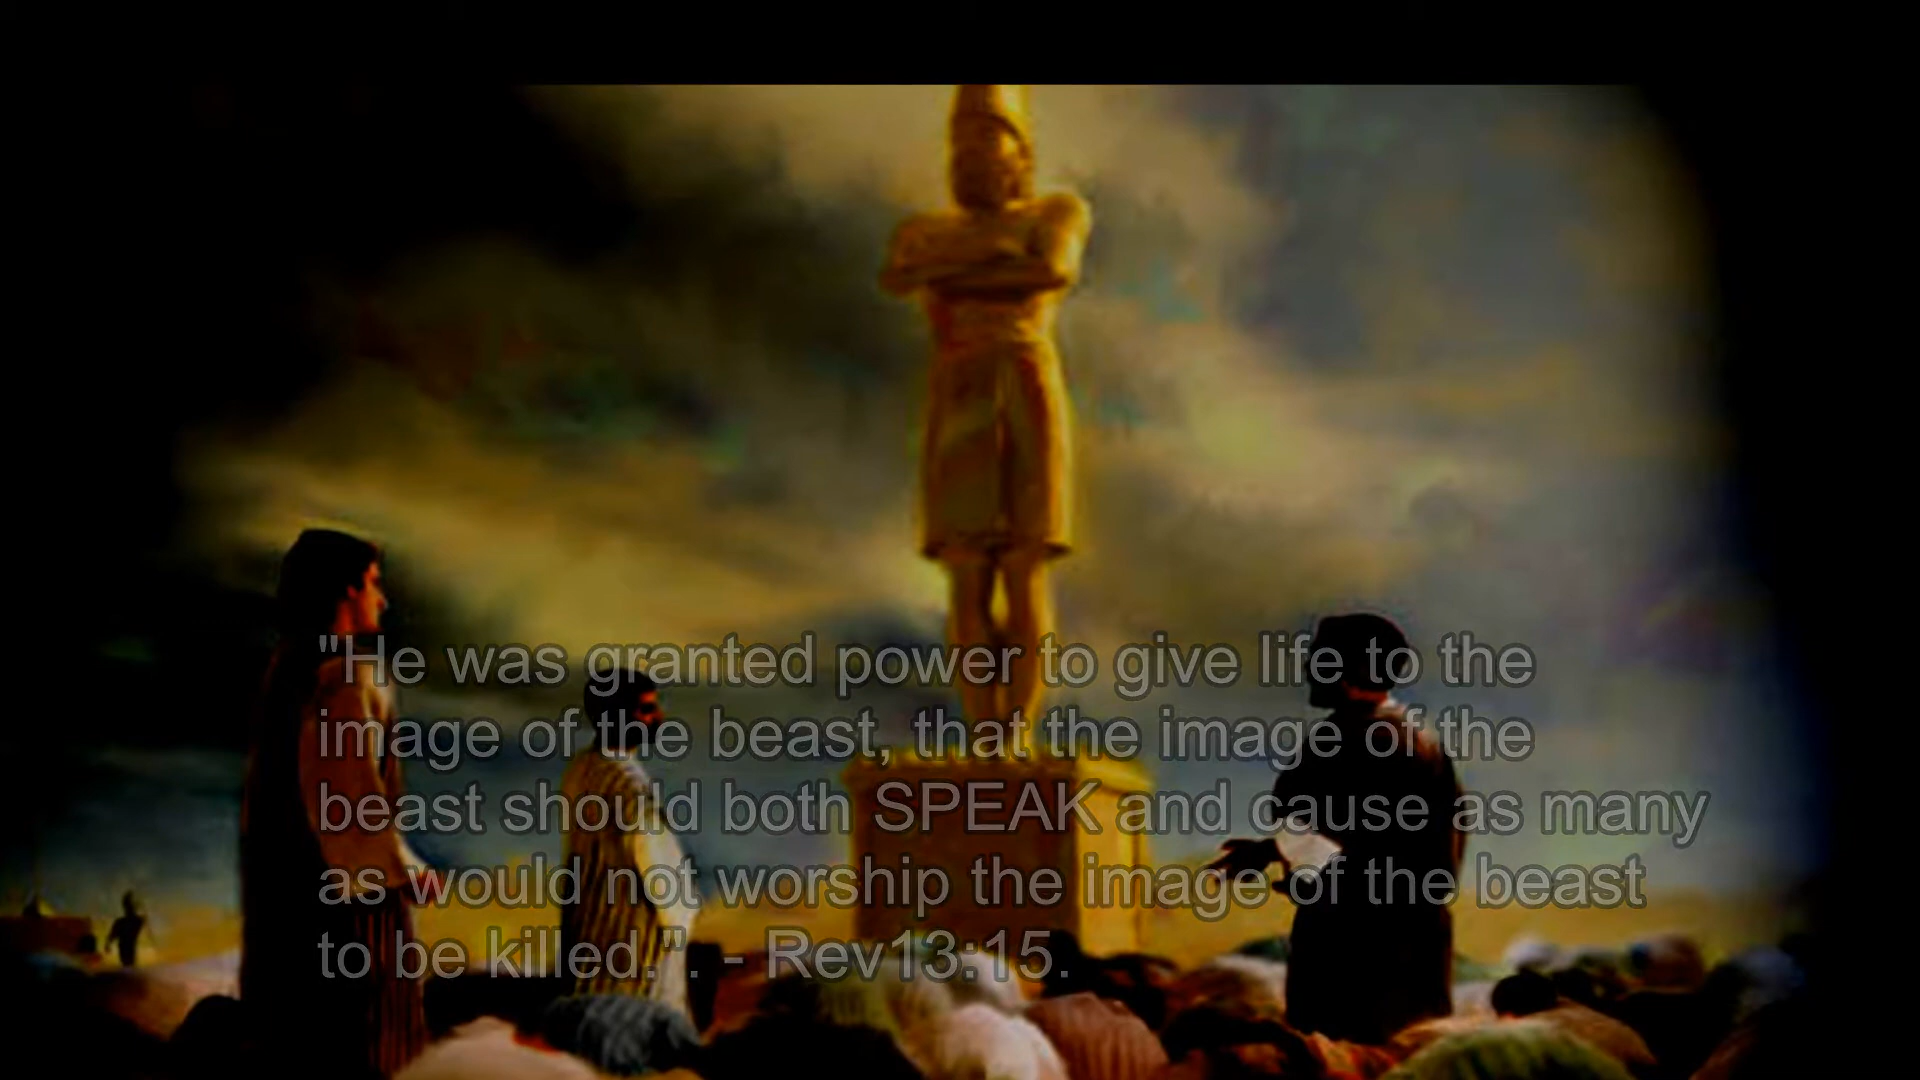 "He was granted power to give life to the
image of the beast, that the image of the
beast should both SPEAK and cause as many
as would not worship the image of the beast
to be killed.". - Rev13:15.